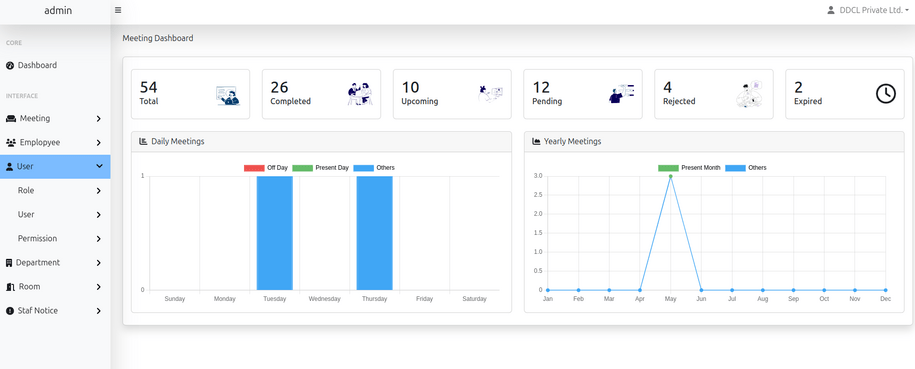 admin
DDCL Private Ltd.
CORE
Dashboard
INTERFACE
Meeting
Employee
User
Role
User
Permission
Department
Room
Staf Notice
Meeting Dashboard
54
Total
26
Completed
10
Upcoming
12
Pending
4
Rejected
2
Expired
Daily Meetings
Off Day Present Day Others
1
0
Sunday Monday Tuesday Wednesday Thursday Friday Saturday
Yearly Meetings
Present Month Others
3.0
2.5
2.0
1.5
1.0
0.5
0
Jan Feb Mar Apr May Jun Jul Aug Sep Oct Nov Dec